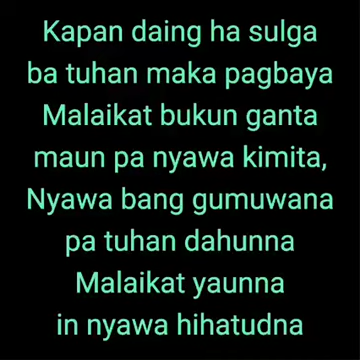 Kapan daing ha sulga
ba tuhan maka pagbaya
Malaikat bukun ganta
maun pa nyawa kimita,
Nyawa bang gumuwana
pa tuhan dahunna
Malaikat yaunna
in nyawa hihatudna